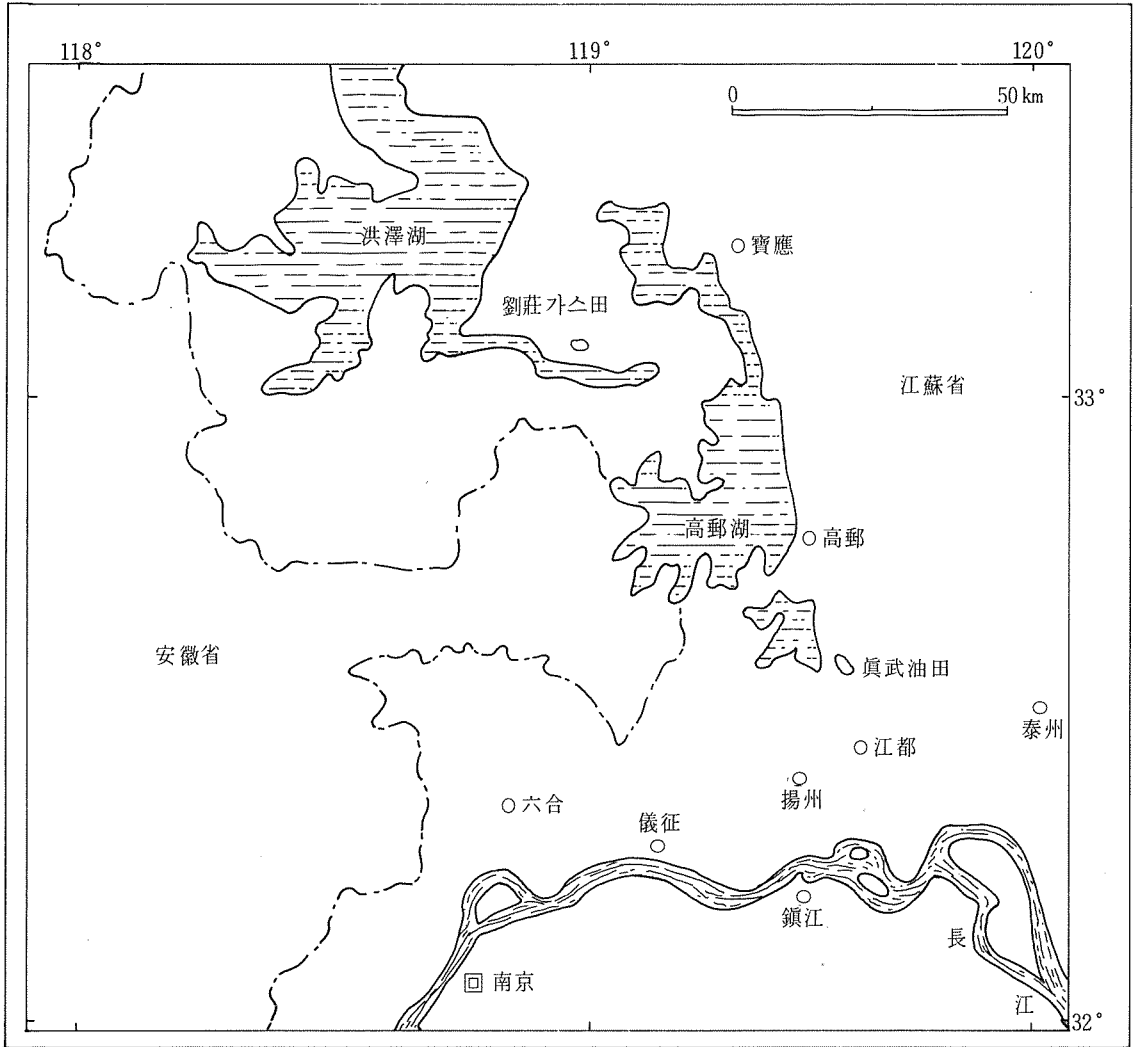 118°
119°
120°
0
50 km
洪澤湖
寶應
劉莊가스田
江蘇省
33°
高郵湖
高郵
安徽省
眞武油田
泰州
江都
揚州
六合
儀征
鎭江
長
江
南京
32°